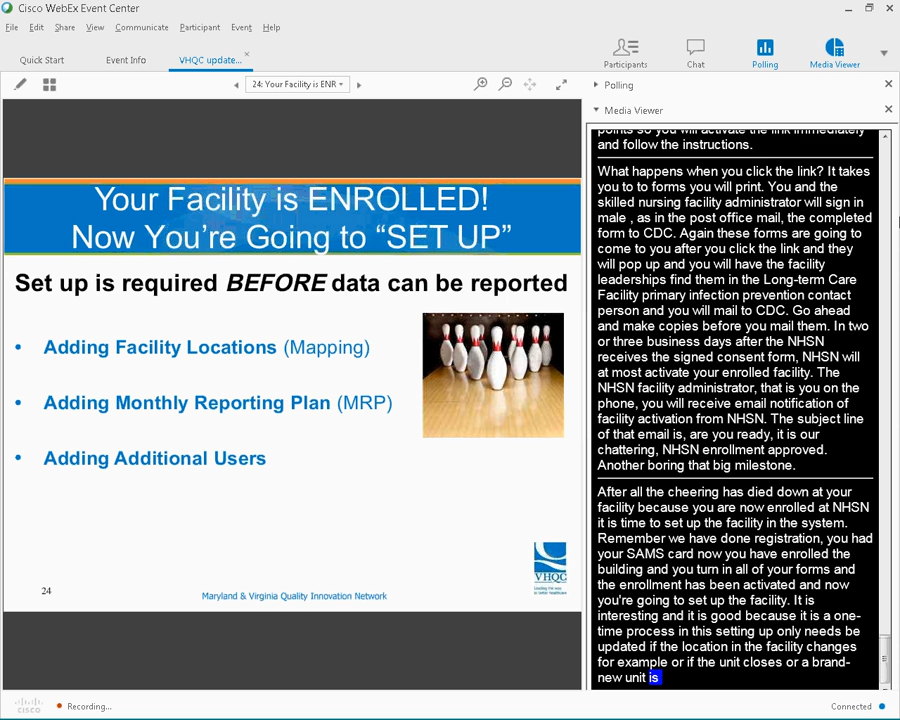 Cisco WebEx Event Center
File Edit Share View Communicate Participant Event Help
Quick Start Event Info VHQC update...
Participants Chat Polling Media Viewer
24: Your Facility is ENR
Polling
Media Viewer
Your Facility is ENROLLED!
Now You're Going to “SET UP”
Set up is required BEFORE data can be reported
• Adding Facility Locations (Mapping)
• Adding Monthly Reporting Plan (MRP)
• Adding Additional Users
VHQC
24
Maryland & Virginia Quality Innovation Network
points so you will activate the link immediately
and follow the instructions.
What happens when you click the link? It takes
you to to forms you will print. You and the
skilled nursing facility administrator will sign in
male , as in the post office mail, the completed
form to CDC. Again these forms are going to
come to you after you click the link and they
will pop up and you will have the facility
leaderships find them in the Long-term Care
Facility primary infection prevention contact
person and you will mail to CDC. Go ahead
and make copies before you mail them. In two
or three business days after the NHSN
receives the signed consent form, NHSN will
at most activate your enrolled facility. The
NHSN facility administrator, that is you on the
phone, you will receive email notification of
facility activation from NHSN. The subject line
of that email is, are you ready, it is our
chattering, NHSN enrollment approved.
Another boring that big milestone.
After all the cheering has died down at your
facility because you are now enrolled at NHSN
it is time to set up the facility in the system.
Remember we have done registration, you had
your SAMS card now you have enrolled the
building and you turn in all of your forms and
the enrollment has been activated and now
you're going to set up the facility. It is
interesting and it is good because it is a one-
time process in this setting up only needs be
updated if the location in the facility changes
for example or if the unit closes or a brand-
new unit is
cisco Recording... Connected